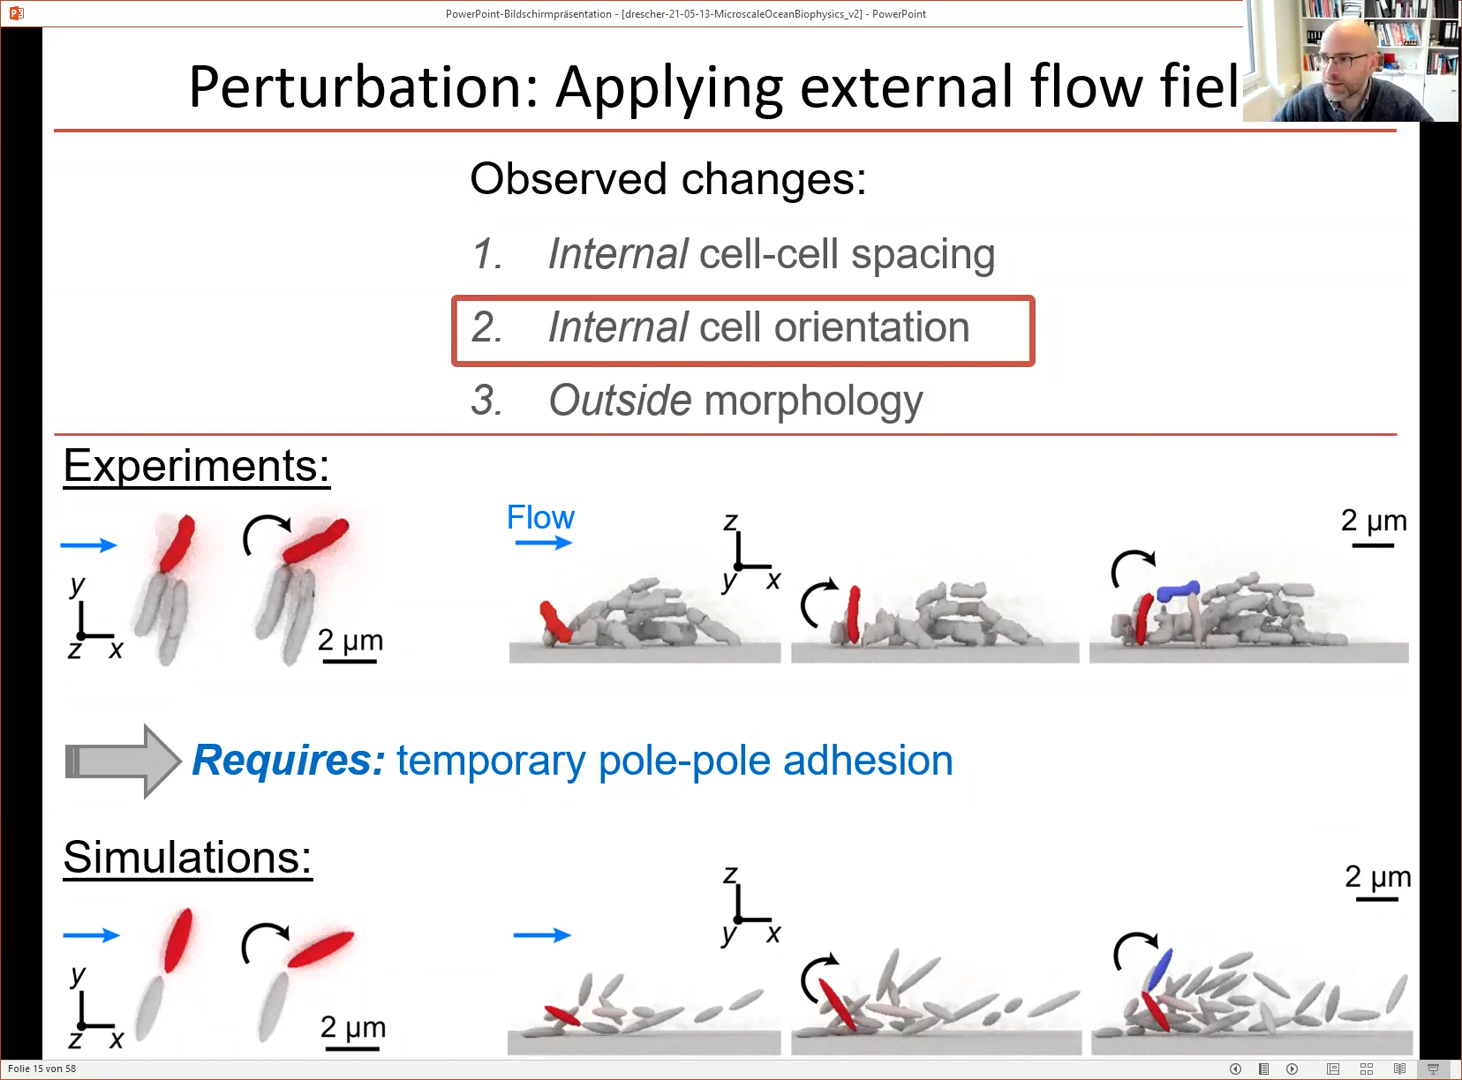 PowerPoint-Bildschirmpräsentation - [drescher-21-05-13-MicroscaleOceanBiophysics_v2] - PowerPoint
Perturbation: Applying external flow fiel
Observed changes:
1. Internal cell-cell spacing
2. Internal cell orientation
3. Outside morphology
Experiments:
Flow
z
y
x
2 µm
y
z
x
2 µm
Requires: temporary pole-pole adhesion
Simulations:
z
y
x
2 µm
y
z
x
2 µm
Folie 15 von 58